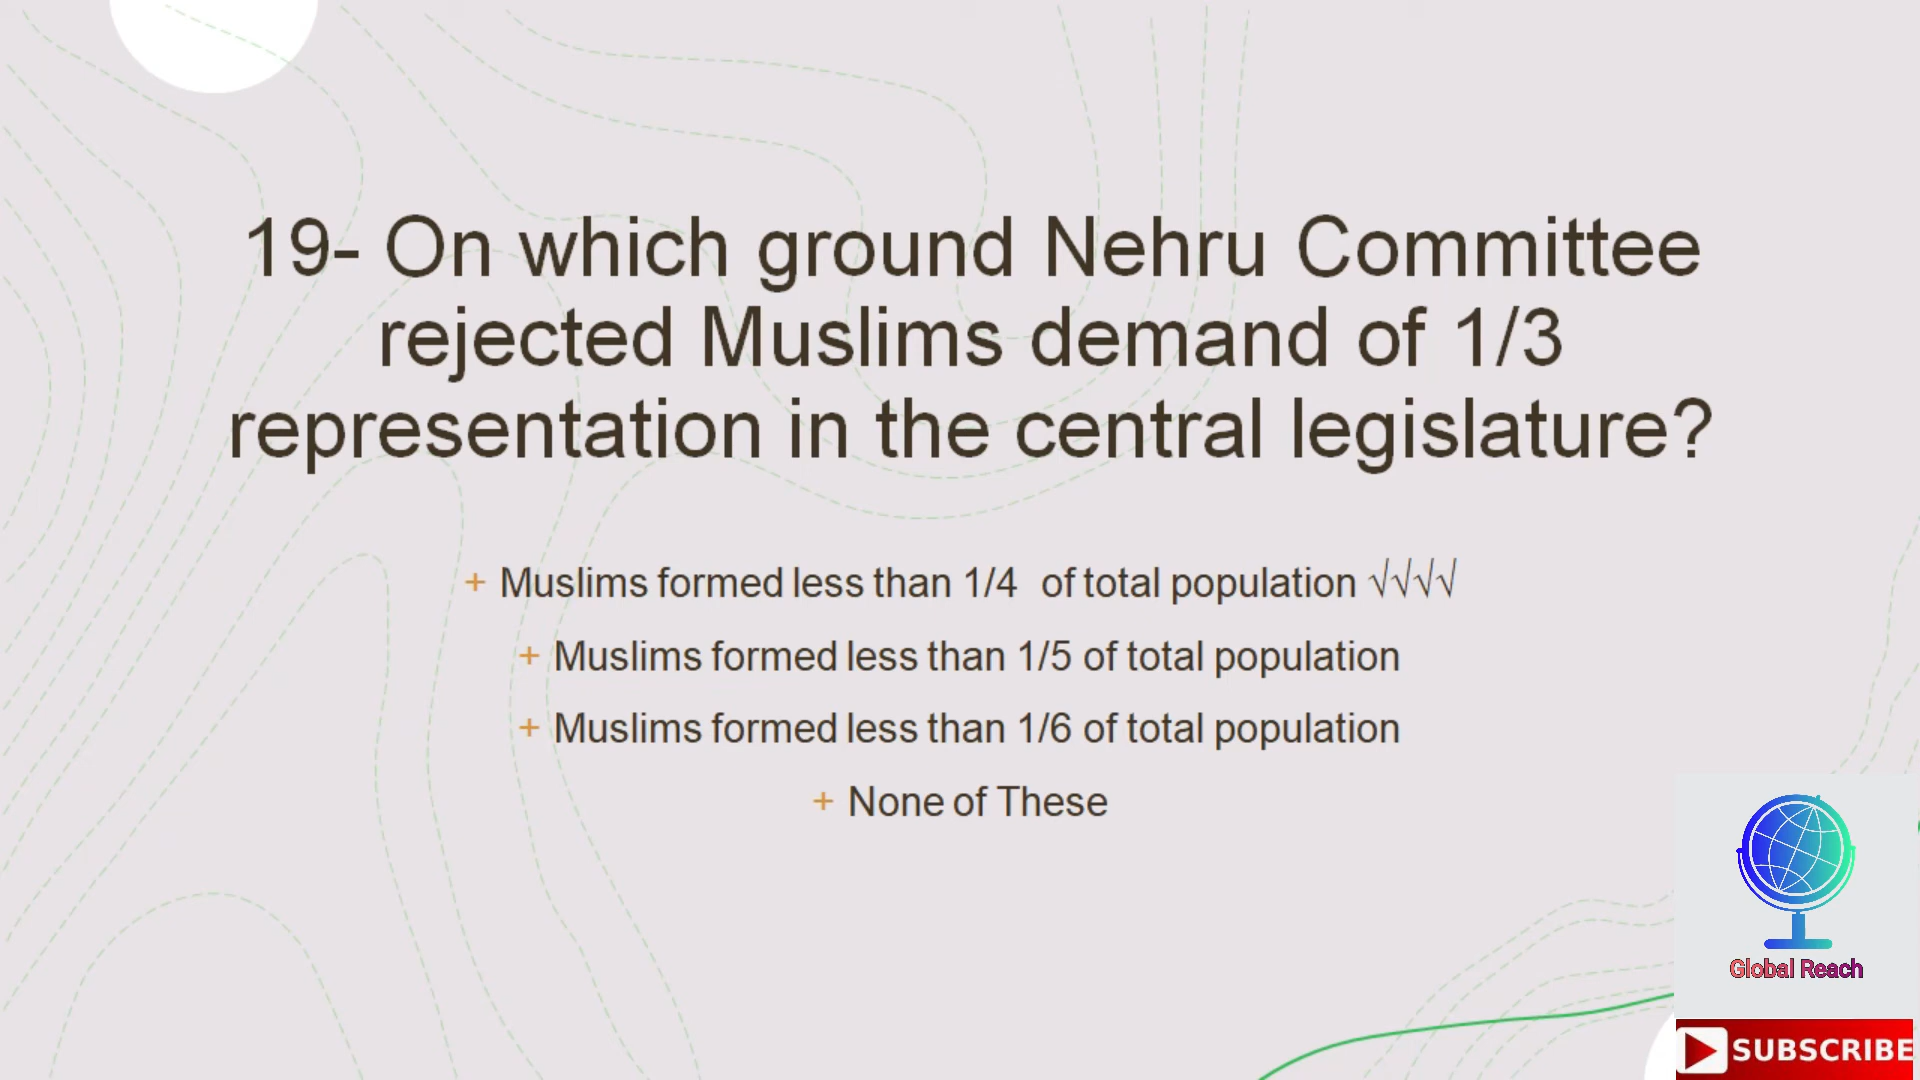 19- On which ground Nehru Committee
rejected Muslims demand of 1/3
representation in the central legislature?
+ Muslims formed less than 1/4 of total population √√√√
+ Muslims formed less than 1/5 of total population
+ Muslims formed less than 1/6 of total population
+ None of These
Global Reach
SUBSCRIBE